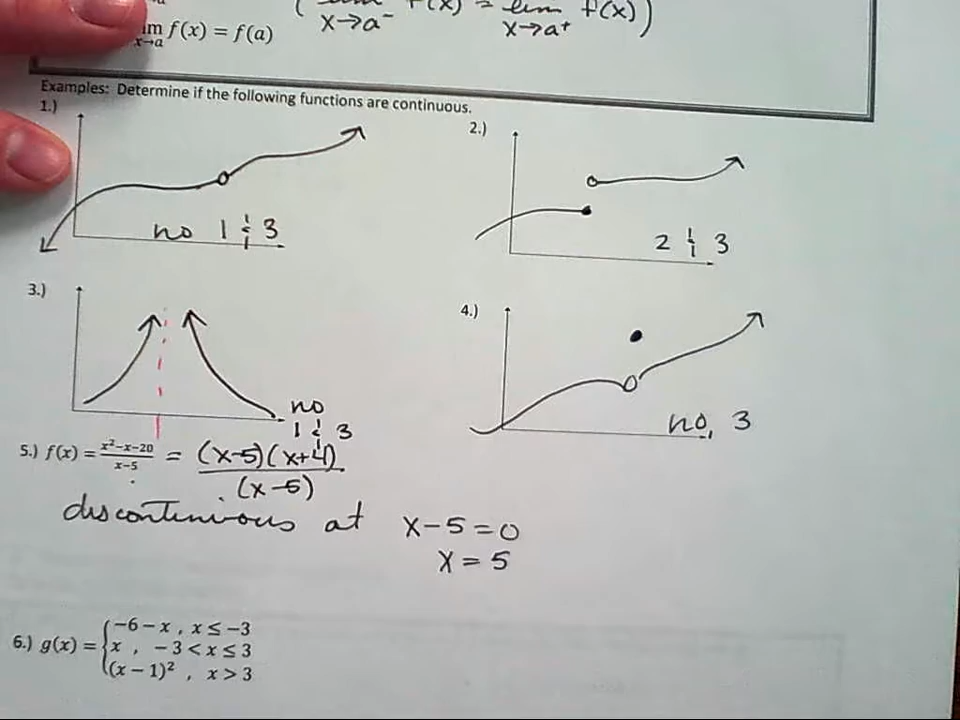 lim f(x) = lim f(x) )
x→a⁻ x→a⁺
lim f(x) = f(a)
x→a
Examples: Determine if the following functions are continuous.
1.)
no 1 & 3
2.)
2 & 3
3.)
no
1 & 3
4.)
no, 3
5.) f(x) = x²−x−20 / x−5 = (x-5)(x+4) / (x-5)
discontinuous at x-5=0
x=5
6.) g(x) = { −6 − x , x ≤ −3
x , −3 < x ≤ 3
(x − 1)² , x > 3